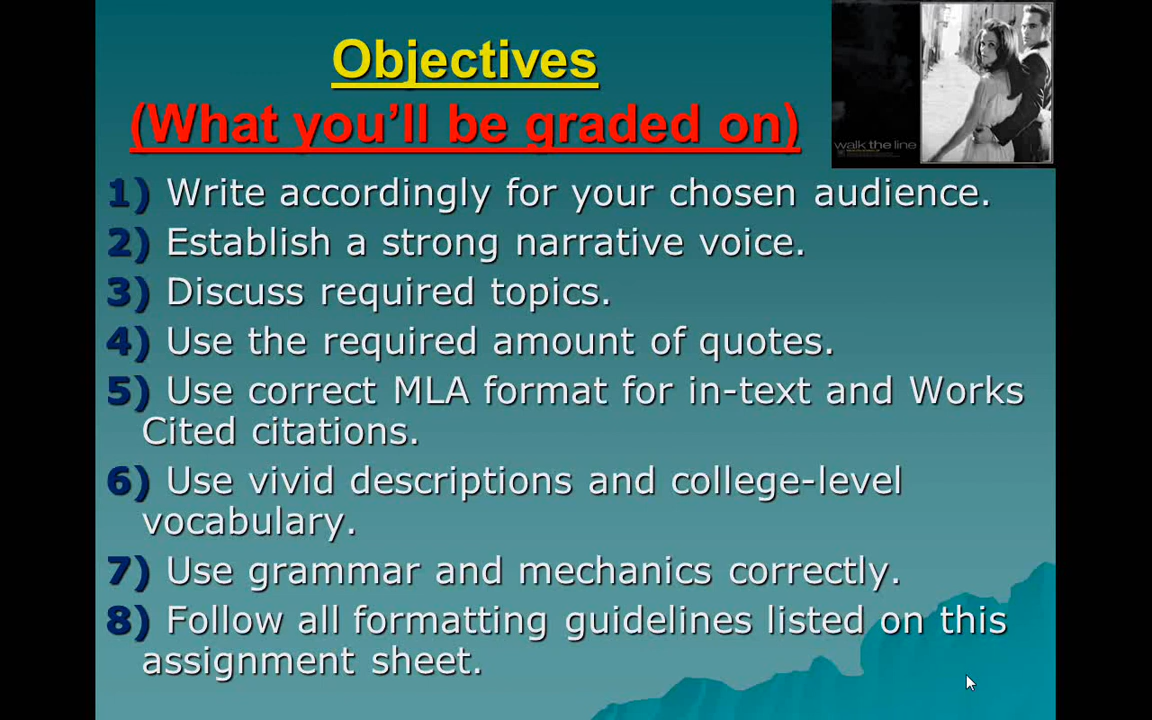 Objectives
(What you'll be graded on)
walk the line
1) Write accordingly for your chosen audience.
2) Establish a strong narrative voice.
3) Discuss required topics.
4) Use the required amount of quotes.
5) Use correct MLA format for in-text and Works
Cited citations.
6) Use vivid descriptions and college-level
vocabulary.
7) Use grammar and mechanics correctly.
8) Follow all formatting guidelines listed on this
assignment sheet.